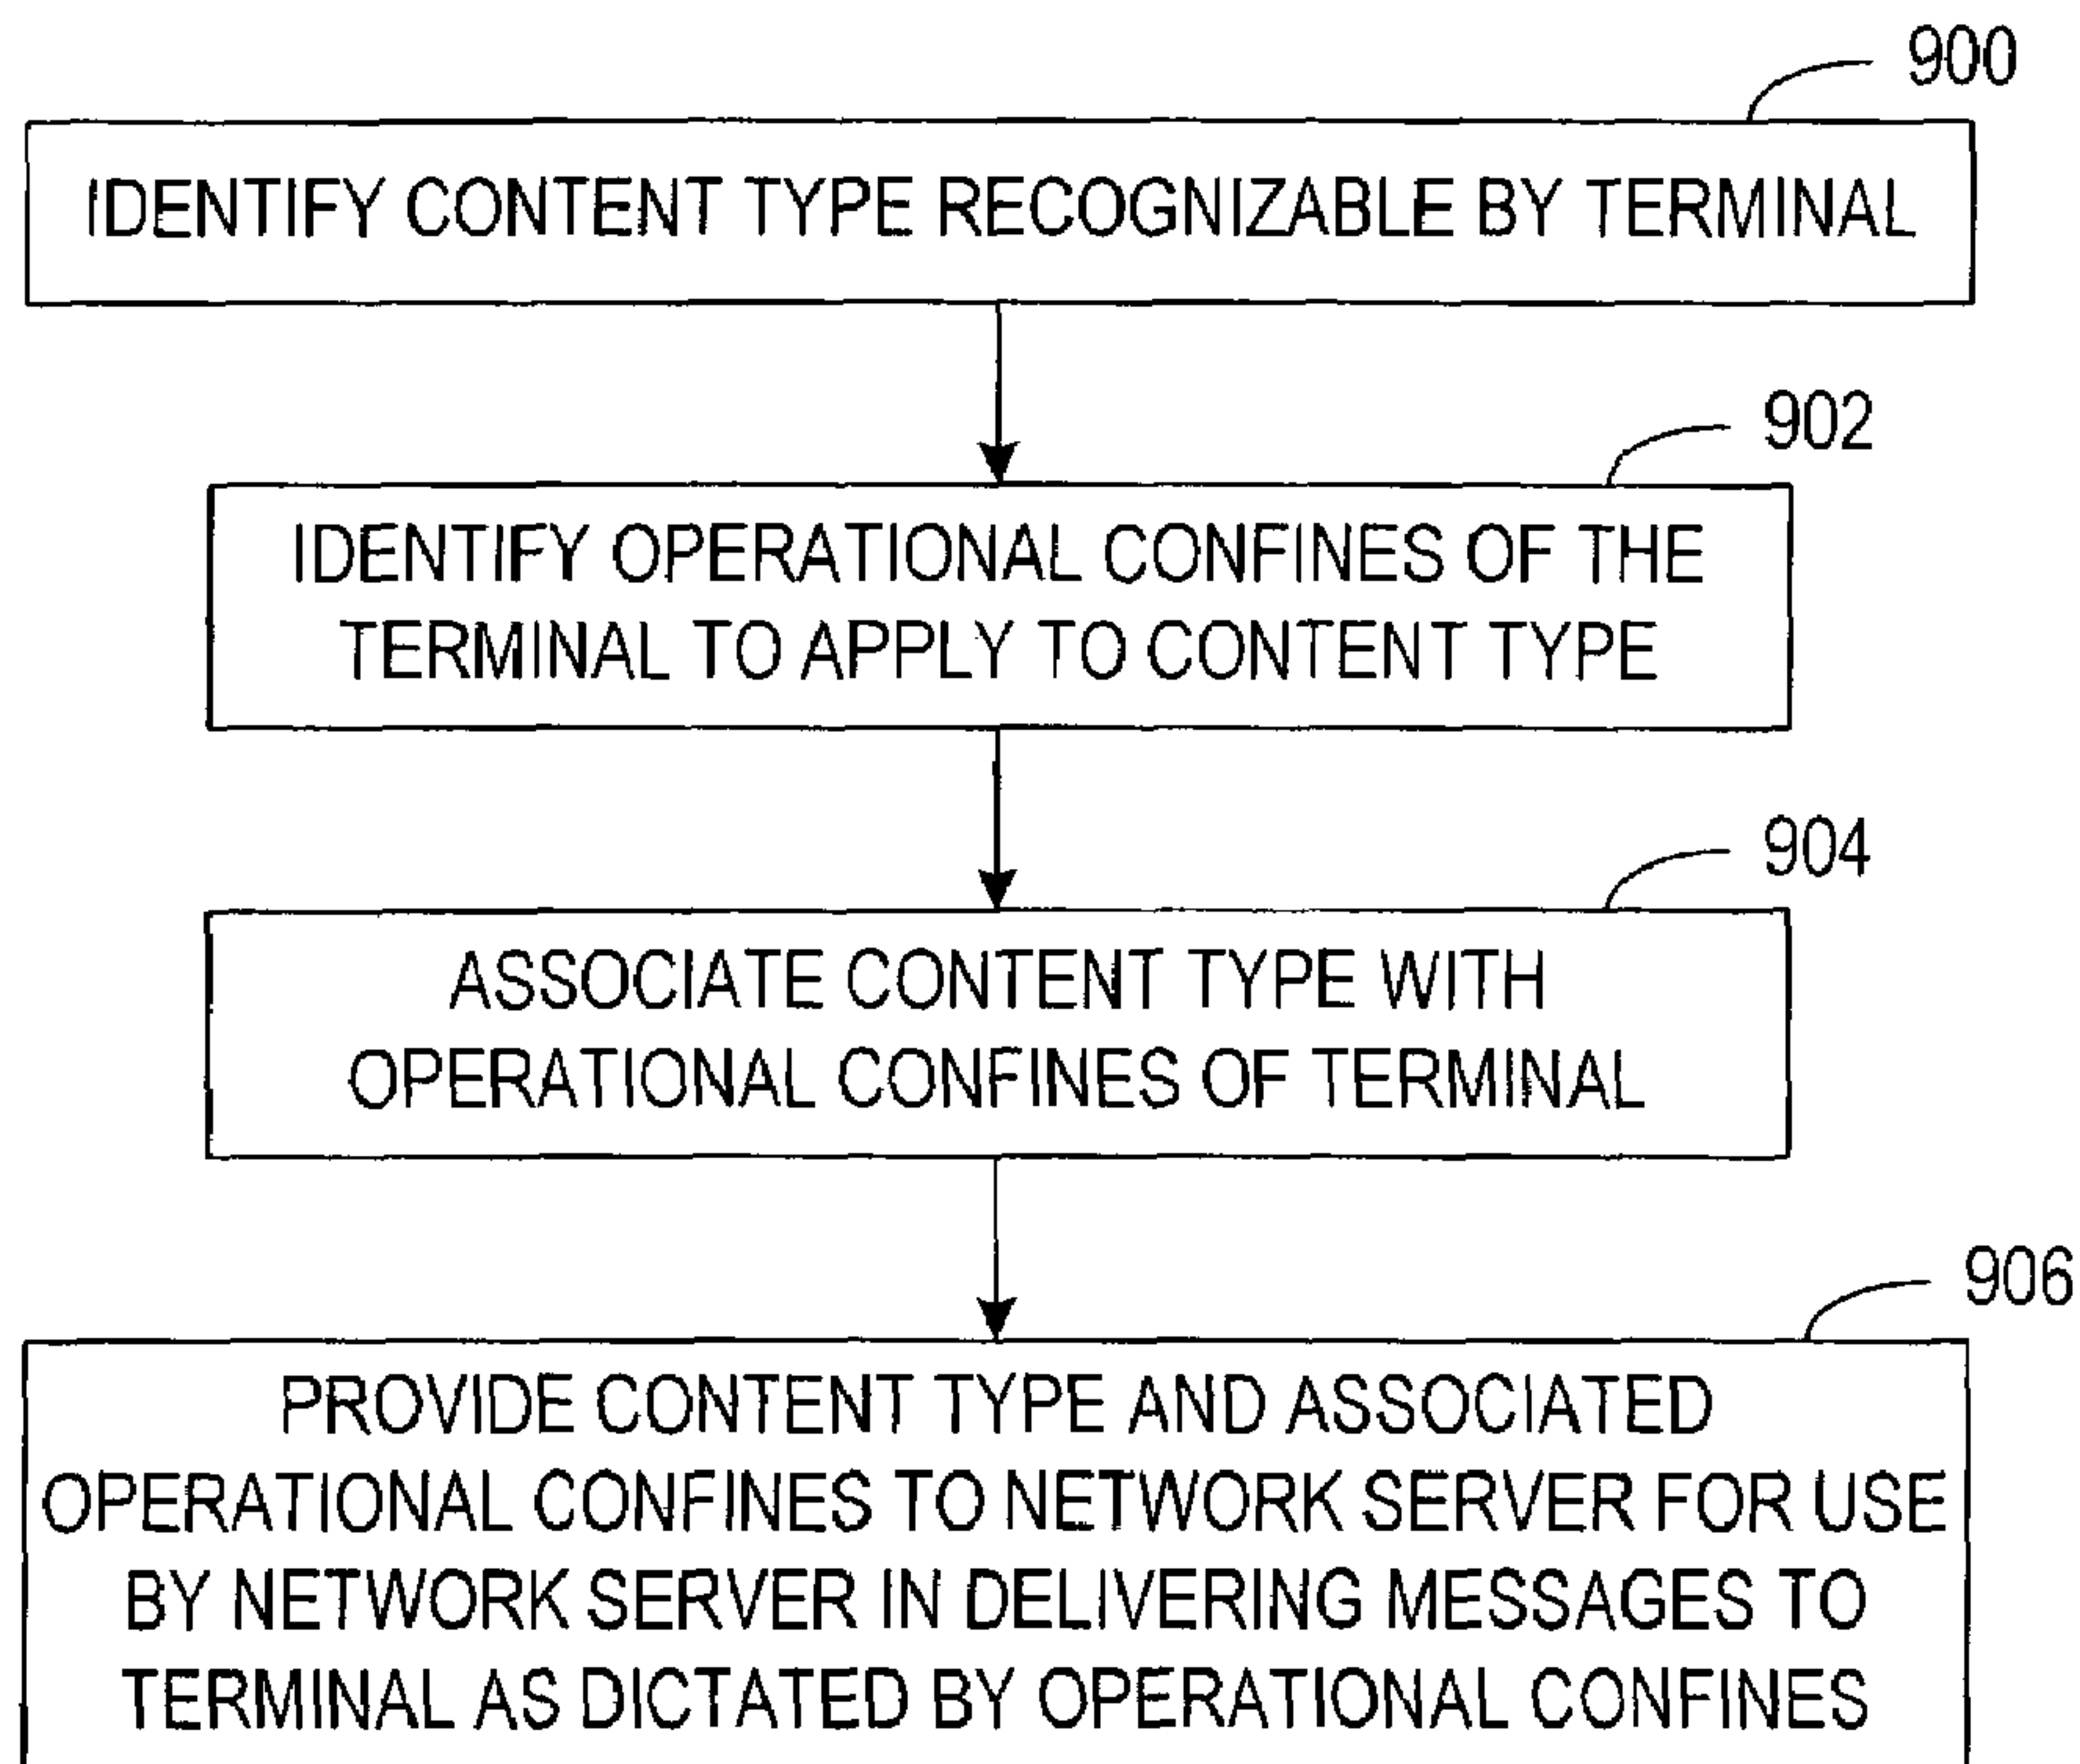 900
IDENTIFY CONTENT TYPE RECOGNIZABLE BY TERMINAL
902
IDENTIFY OPERATIONAL CONFINES OF THE
TERMINAL TO APPLY TO CONTENT TYPE
904
ASSOCIATE CONTENT TYPE WITH
OPERATIONAL CONFINES OF TERMINAL
906
PROVIDE CONTENT TYPE AND ASSOCIATED
OPERATIONAL CONFINES TO NETWORK SERVER FOR USE
BY NETWORK SERVER IN DELIVERING MESSAGES TO
TERMINAL AS DICTATED BY OPERATIONAL CONFINES